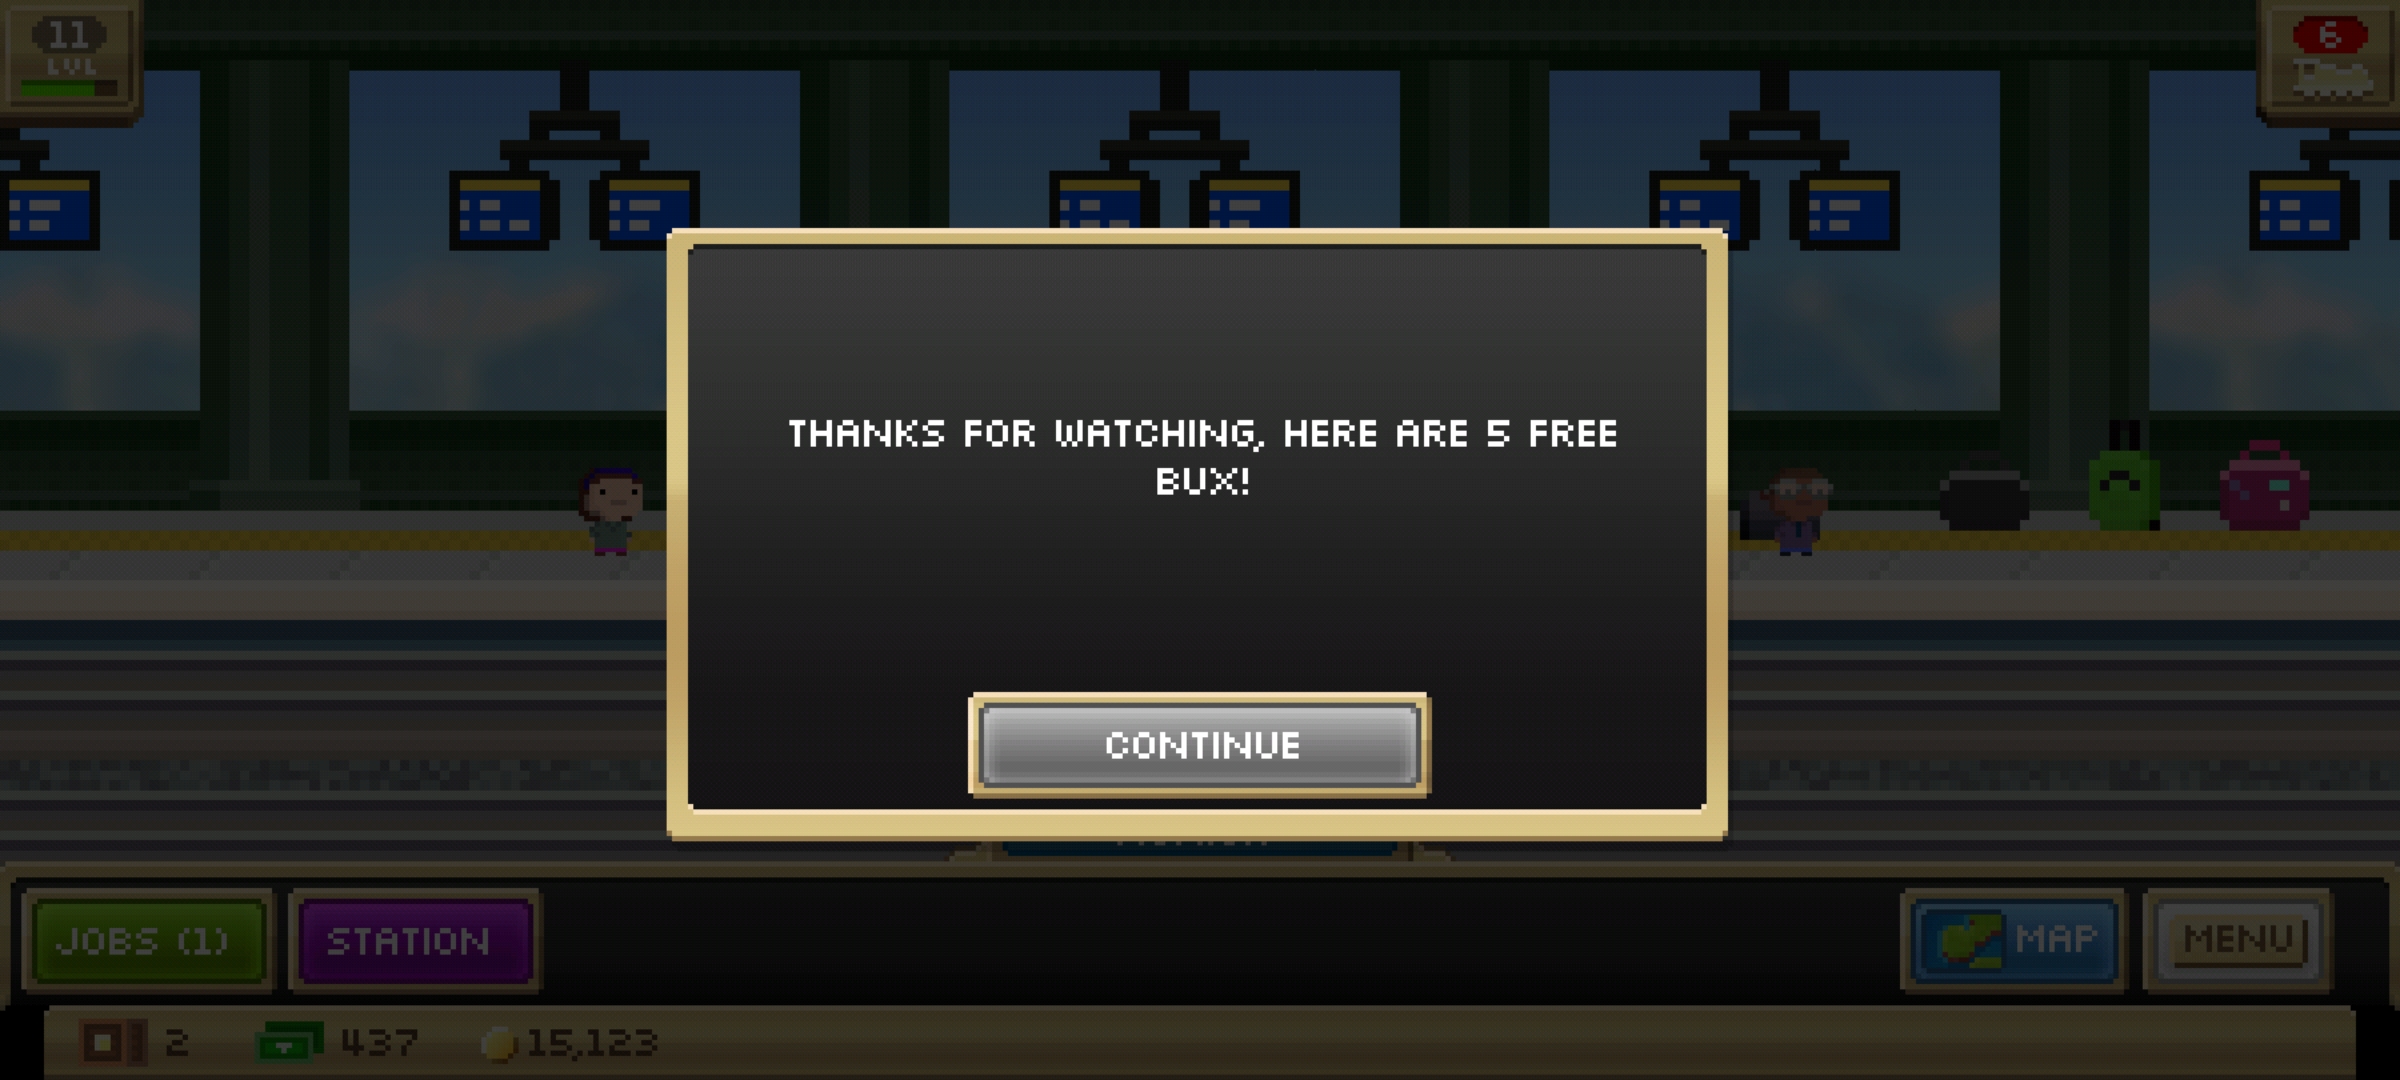 11
LVL
6
THANKS FOR WATCHING, HERE ARE 5 FREE
BUX!
CONTINUE
JOBS (1)
STATION
MAP
MENU
2
437
15,123